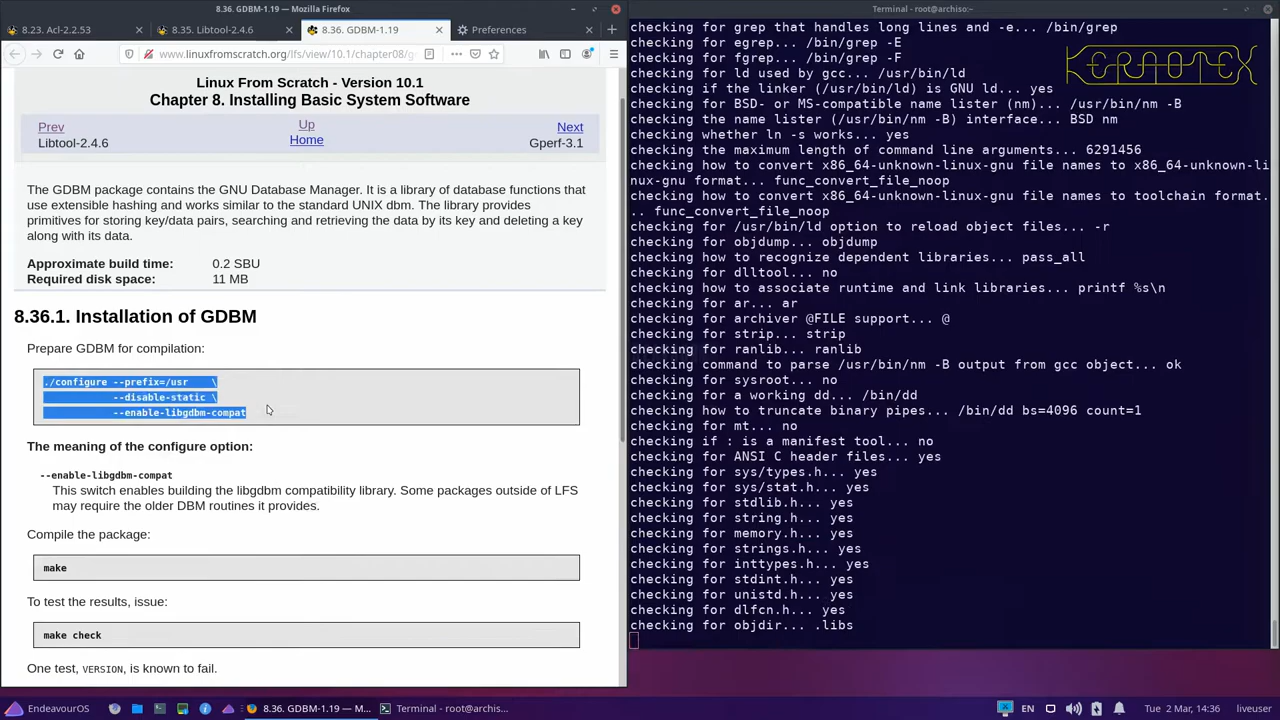 8.36. GDBM-1.19 — Mozilla Firefox
8.23. Acl-2.2.53
8.35. Libtool-2.4.6
8.36. GDBM-1.19
Preferences
www.linuxfromscratch.org/lfs/view/10.1/chapter08/g
Linux From Scratch - Version 10.1
Chapter 8. Installing Basic System Software
Prev
Up
Next
Libtool-2.4.6
Home
Gperf-3.1
The GDBM package contains the GNU Database Manager. It is a library of database functions that
use extensible hashing and works similar to the standard UNIX dbm. The library provides
primitives for storing key/data pairs, searching and retrieving the data by its key and deleting a key
along with its data.
Approximate build time: 0.2 SBU
Required disk space: 11 MB
8.36.1. Installation of GDBM
Prepare GDBM for compilation:
./configure --prefix=/usr \
--disable-static \
--enable-libgdbm-compat
The meaning of the configure option:
--enable-libgdbm-compat
This switch enables building the libgdbm compatibility library. Some packages outside of LFS
may require the older DBM routines it provides.
Compile the package:
make
To test the results, issue:
make check
One test, VERSION, is known to fail.
Terminal - root@archiso:~
KERNOTEX
checking for grep that handles long lines and -e... /bin/grep
checking for egrep... /bin/grep -E
checking for fgrep... /bin/grep -F
checking for ld used by gcc... /usr/bin/ld
checking if the linker (/usr/bin/ld) is GNU ld... yes
checking for BSD- or MS-compatible name lister (nm)... /usr/bin/nm -B
checking the name lister (/usr/bin/nm -B) interface... BSD nm
checking whether ln -s works... yes
checking the maximum length of command line arguments... 6291456
checking how to convert x86_64-unknown-linux-gnu file names to x86_64-unknown-li
nux-gnu format... func_convert_file_noop
checking how to convert x86_64-unknown-linux-gnu file names to toolchain format.
.. func_convert_file_noop
checking for /usr/bin/ld option to reload object files... -r
checking for objdump... objdump
checking how to recognize dependent libraries... pass_all
checking for dlltool... no
checking how to associate runtime and link libraries... printf %s\n
checking for ar... ar
checking for archiver @FILE support... @
checking for strip... strip
checking for ranlib... ranlib
checking command to parse /usr/bin/nm -B output from gcc object... ok
checking for sysroot... no
checking for a working dd... /bin/dd
checking how to truncate binary pipes... /bin/dd bs=4096 count=1
checking for mt... no
checking if : is a manifest tool... no
checking for ANSI C header files... yes
checking for sys/types.h... yes
checking for sys/stat.h... yes
checking for stdlib.h... yes
checking for string.h... yes
checking for memory.h... yes
checking for strings.h... yes
checking for inttypes.h... yes
checking for stdint.h... yes
checking for unistd.h... yes
checking for dlfcn.h... yes
checking for objdir... .libs
EndeavourOS
8.36. GDBM-1.19 — M...
Terminal - root@archis...
EN
Tue 2 Mar, 14:36
liveuser